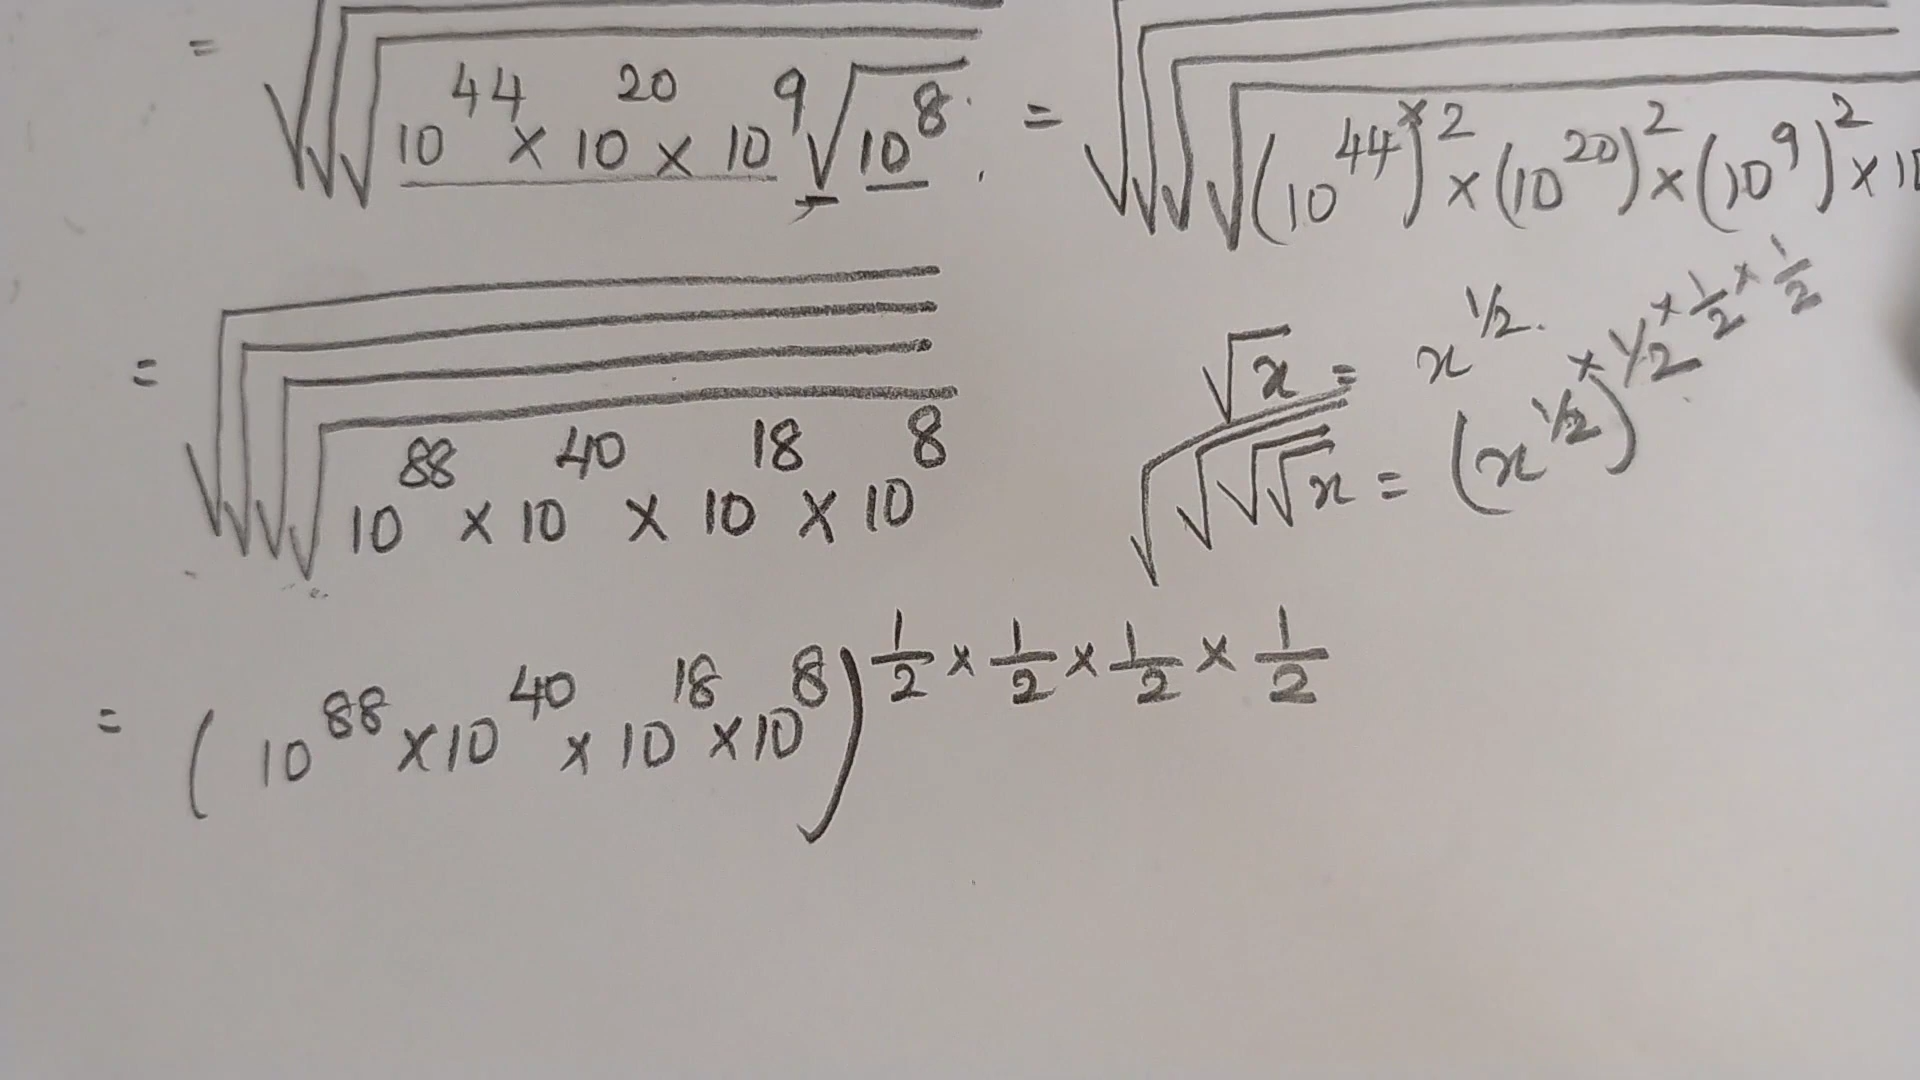 = √√√10^44 × 10^20 × 10^9 √10^8 . = √√√√(10^44)^×2 × (10^20)^2 × (10^9)^2 × 10
= √√√√10^88 × 10^40 × 10^18 × 10^8
√x = x^1/2.
√√√√x = (x^1/2)^×1/2×1/2×1/2
= (10^88 × 10^40 × 10^18 × 10^8)^1/2 × 1/2 × 1/2 × 1/2